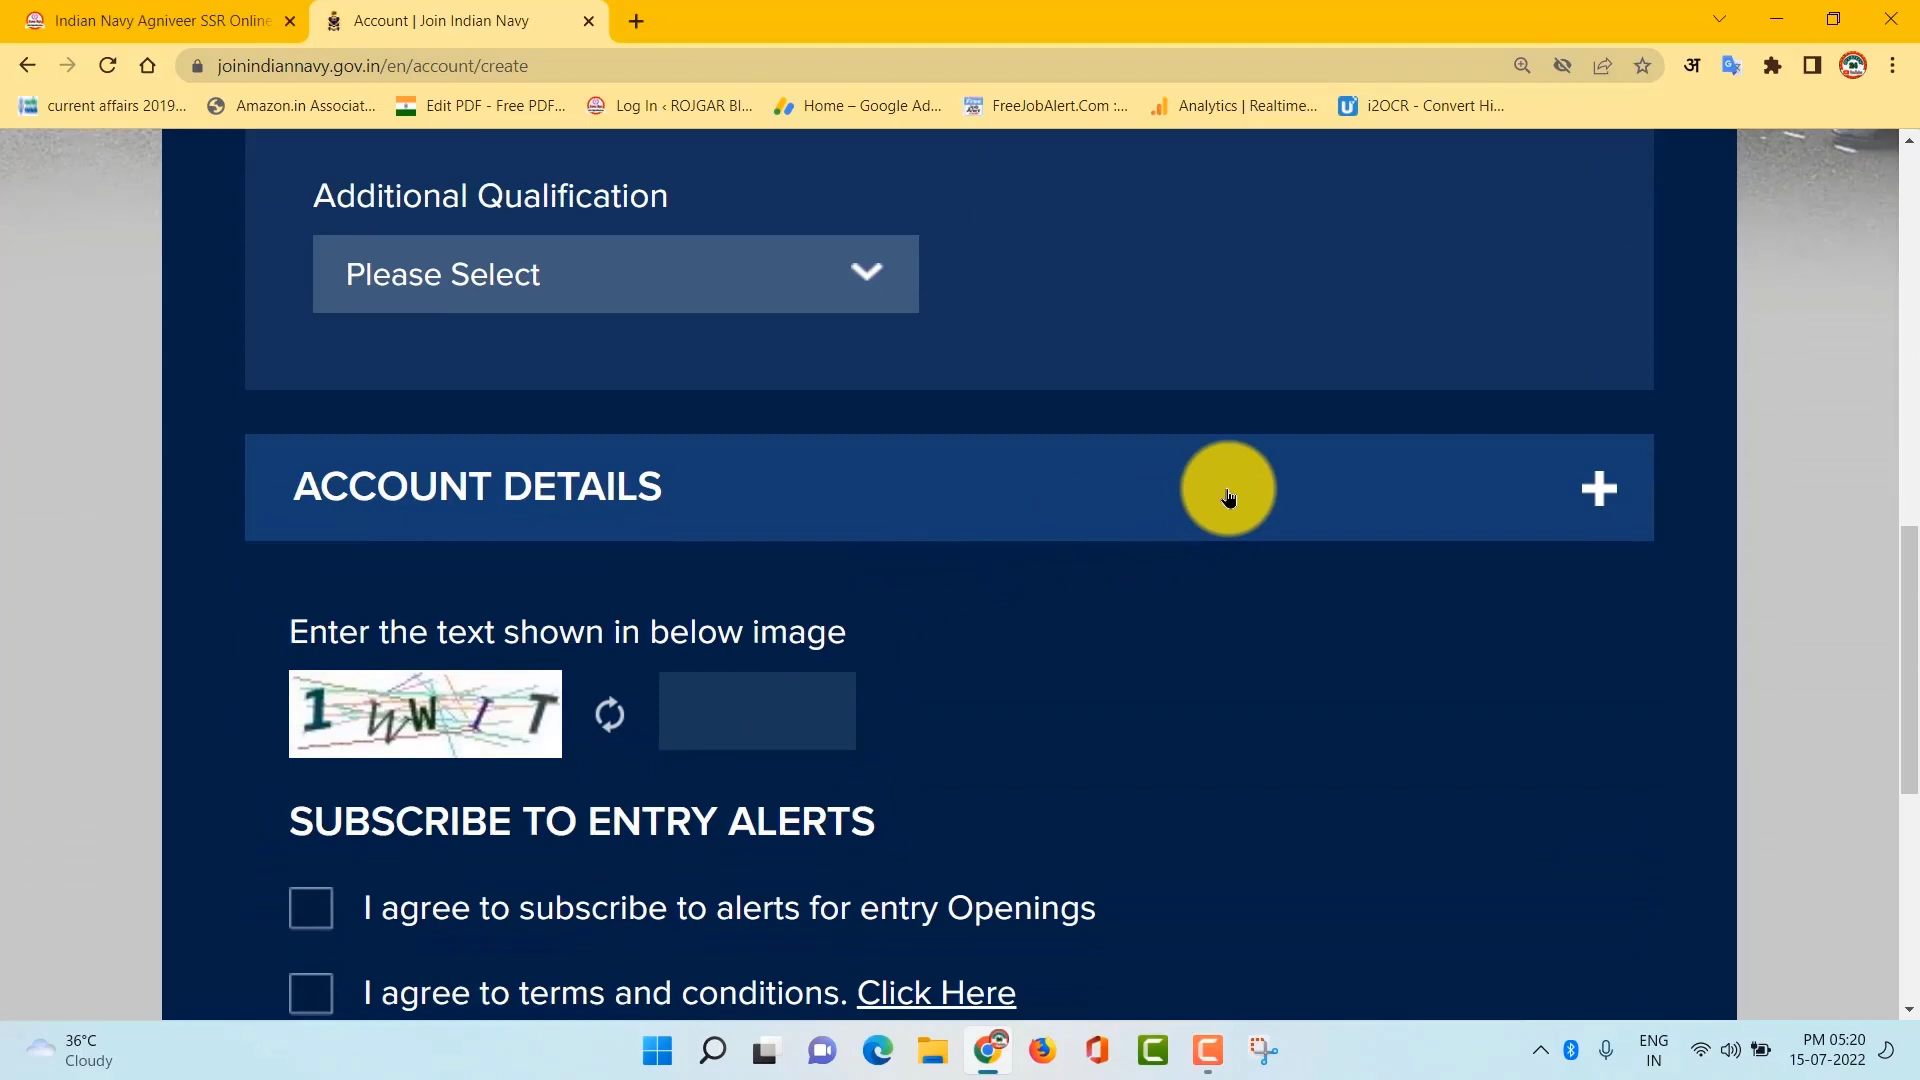 Indian Navy Agniveer SSR Online
Account | Join Indian Navy
joinindiannavy.gov.in/en/account/create
current affairs 2019...
Amazon.in Associat...
Edit PDF - Free PDF...
Log In ‹ ROJGAR BI...
Home – Google Ad...
FreeJobAlert.Com :...
Analytics | Realtime...
i2OCR - Convert Hi...
Additional Qualification
Please Select
ACCOUNT DETAILS
Enter the text shown in below image
1 W W I T
SUBSCRIBE TO ENTRY ALERTS
I agree to subscribe to alerts for entry Openings
I agree to terms and conditions. Click Here
36°C
Cloudy
ENG
IN
PM 05:20
15-07-2022